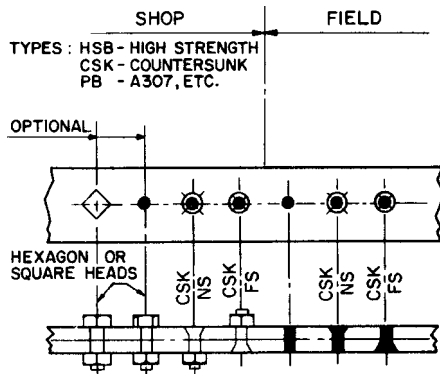 SHOP
FIELD
TYPES : HSB - HIGH STRENGTH
CSK - COUNTERSUNK
PB - A307, ETC.
OPTIONAL
HEXAGON OR
SQUARE HEADS
CSK
NS
CSK
FS
CSK
NS
CSK
FS